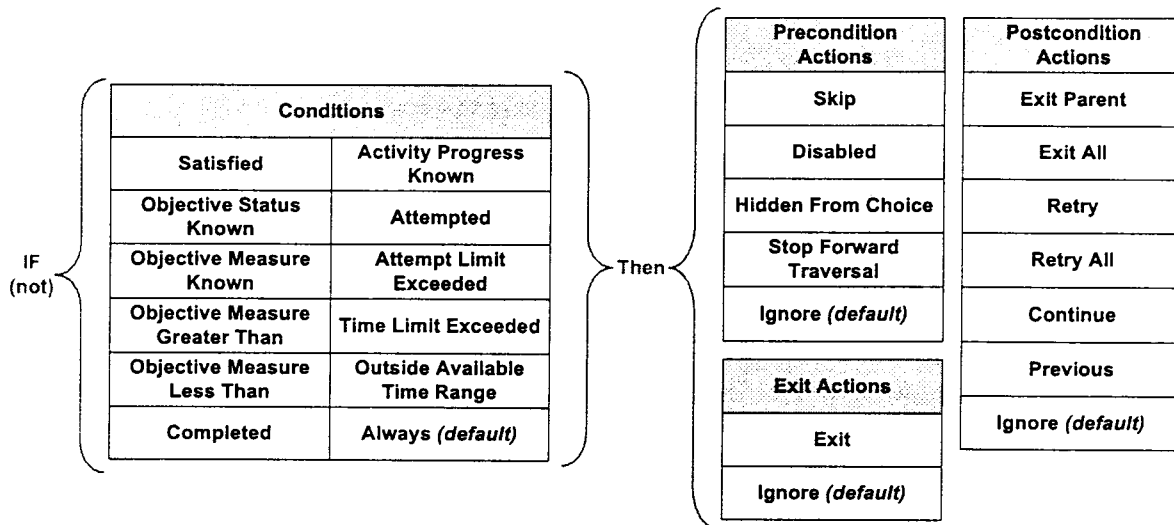 IF
(not)
Conditions
Satisfied
Activity Progress
Known
Objective Status
Known
Attempted
Objective Measure
Known
Attempt Limit
Exceeded
Objective Measure
Greater Than
Time Limit Exceeded
Objective Measure
Less Than
Outside Available
Time Range
Completed
Always (default)
Then
Precondition
Actions
Skip
Disabled
Hidden From Choice
Stop Forward
Traversal
Ignore (default)
Exit Actions
Exit
Ignore (default)
Postcondition
Actions
Exit Parent
Exit All
Retry
Retry All
Continue
Previous
Ignore (default)